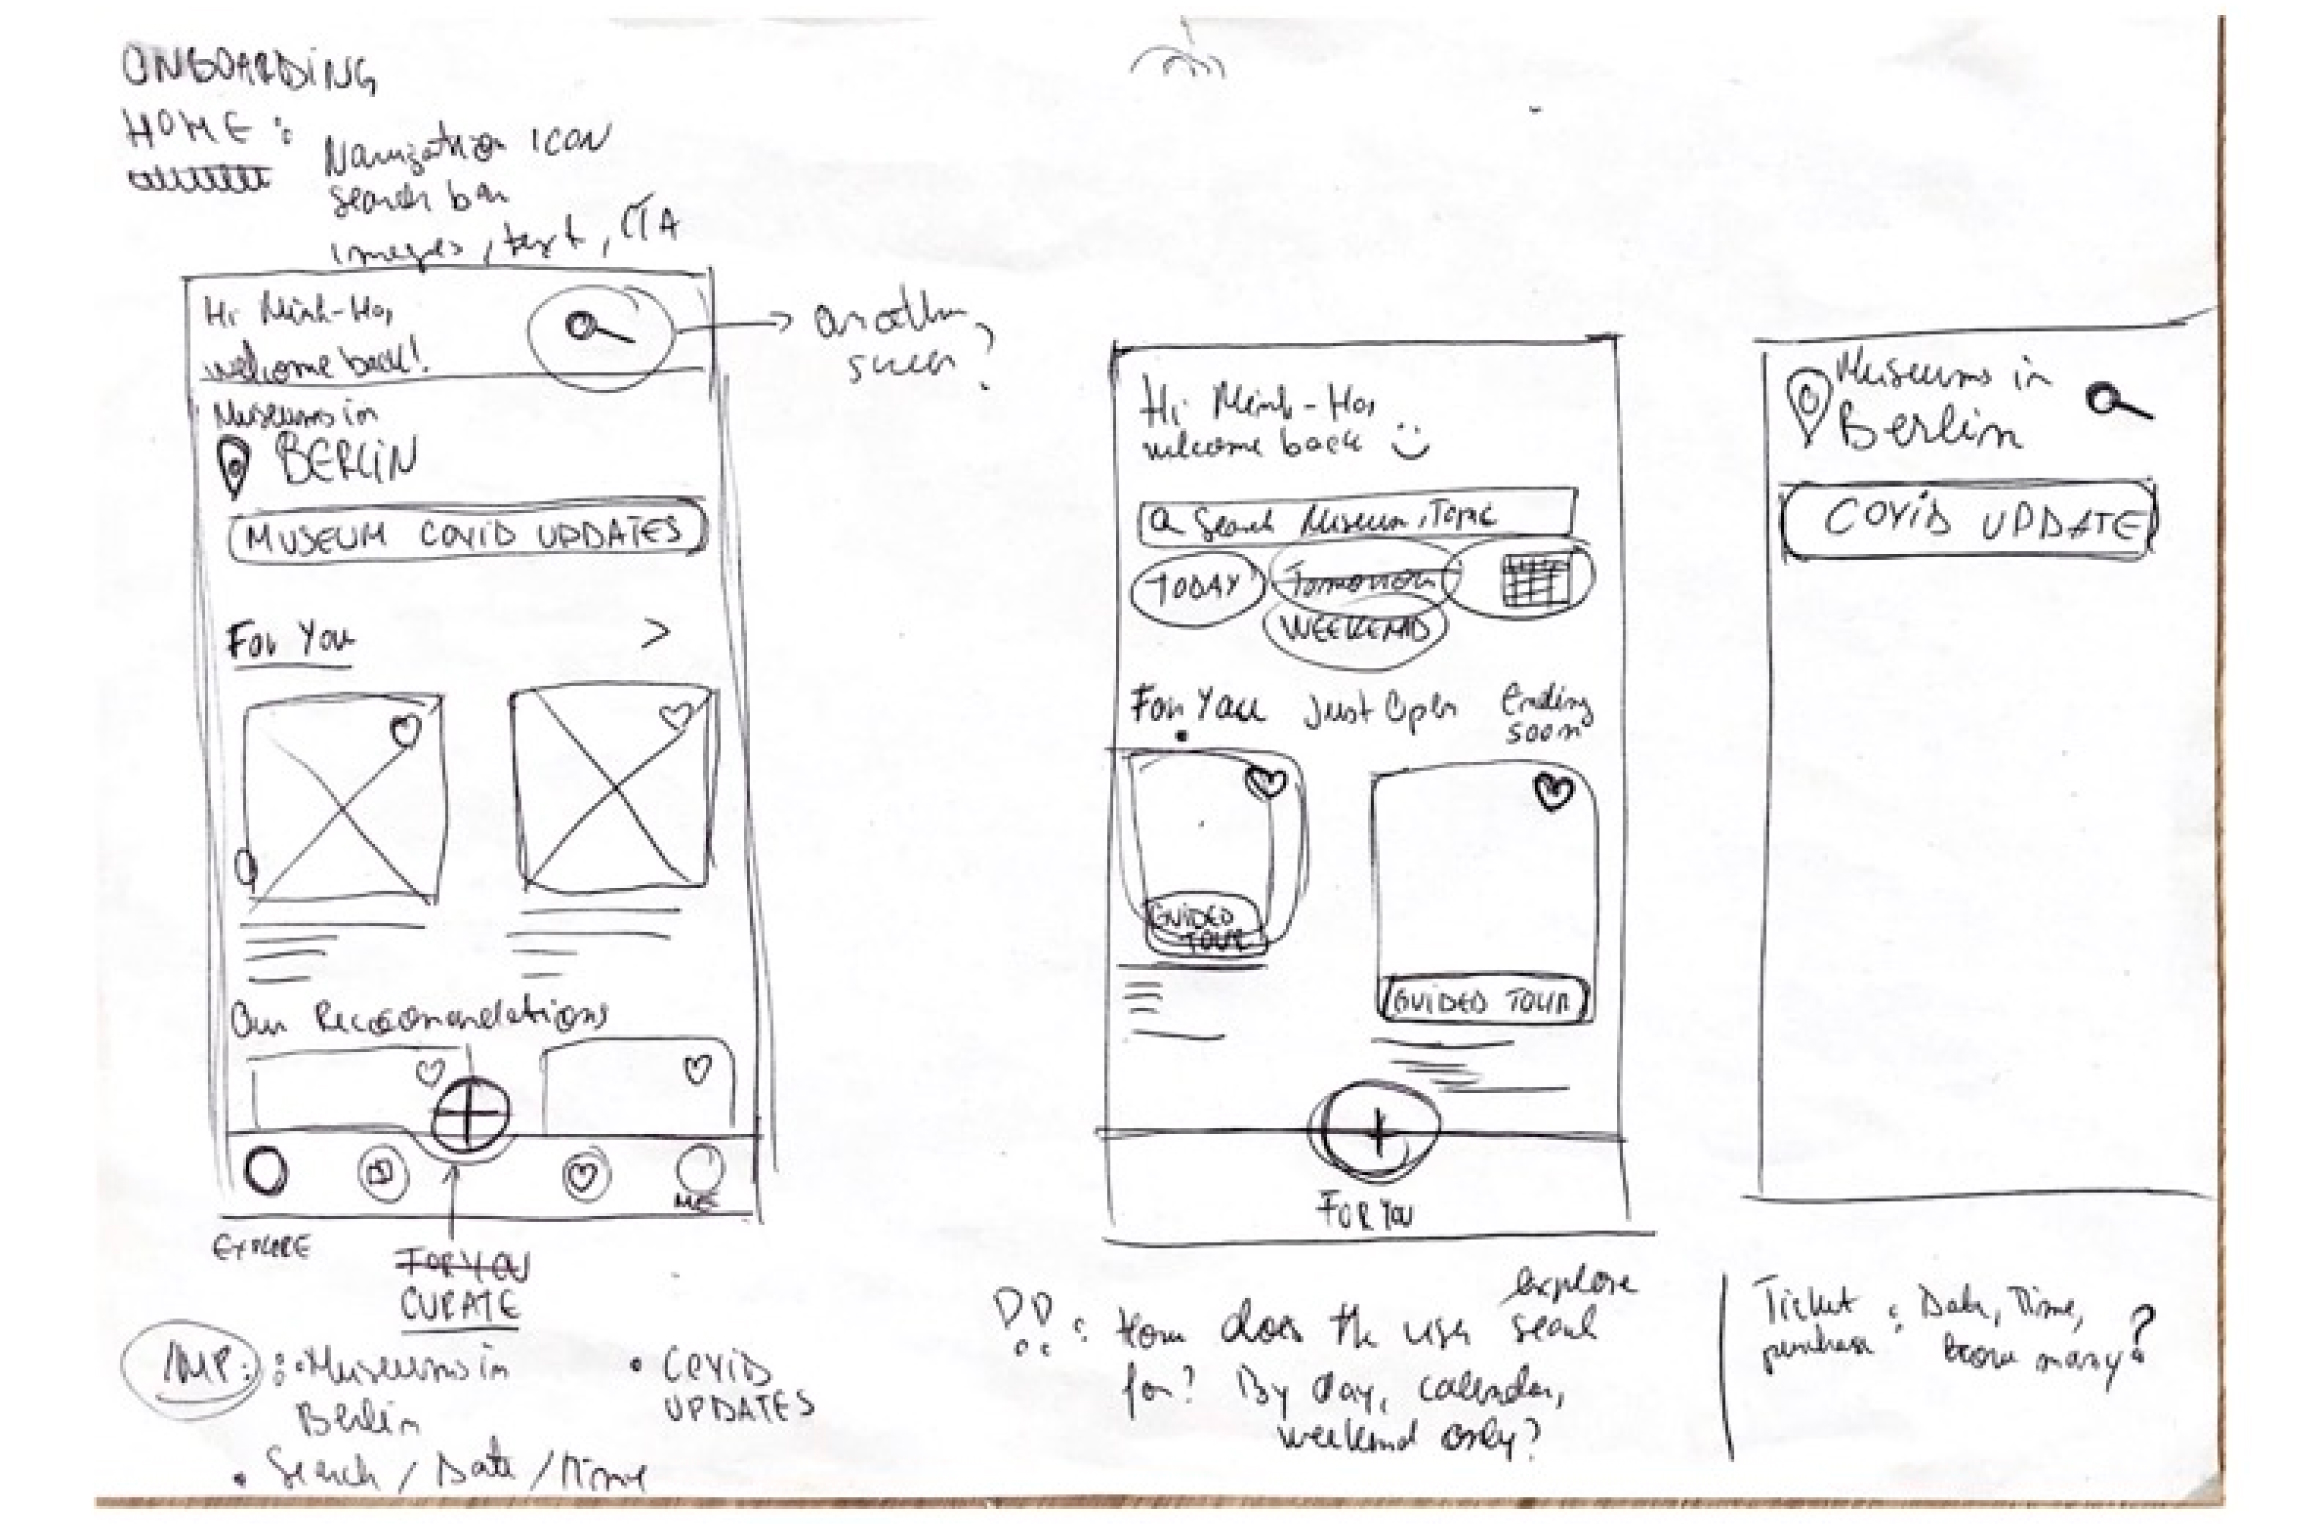 ONBOARDING
HOME:
Navigation ICON
search bar
images, text, CTA
Hi Minh-Ha,
welcome back!
another
screen?
Museums in
BERLIN
MUSEUM COVID UPDATES
For You >
Our Reccomandations
ME
EXPLORE
FOR YOU
CURATE
IMP:
• Museums in
Berlin
• COVID
UPDATES
• Search / Date / Time
Hi Minh-Ha,
welcome back
Search Museum, Topic
TODAY Tomorrow
WEEKEND
For You Just Open Ending
soon
GUIDED
TOUR
GUIDED TOUR
FOR YOU
explore
How does the user search
for? By day, calendar,
weekend only?
Museums in
Berlin
COVID UPDATE
Ticket : Date, Time,
purchase how many?